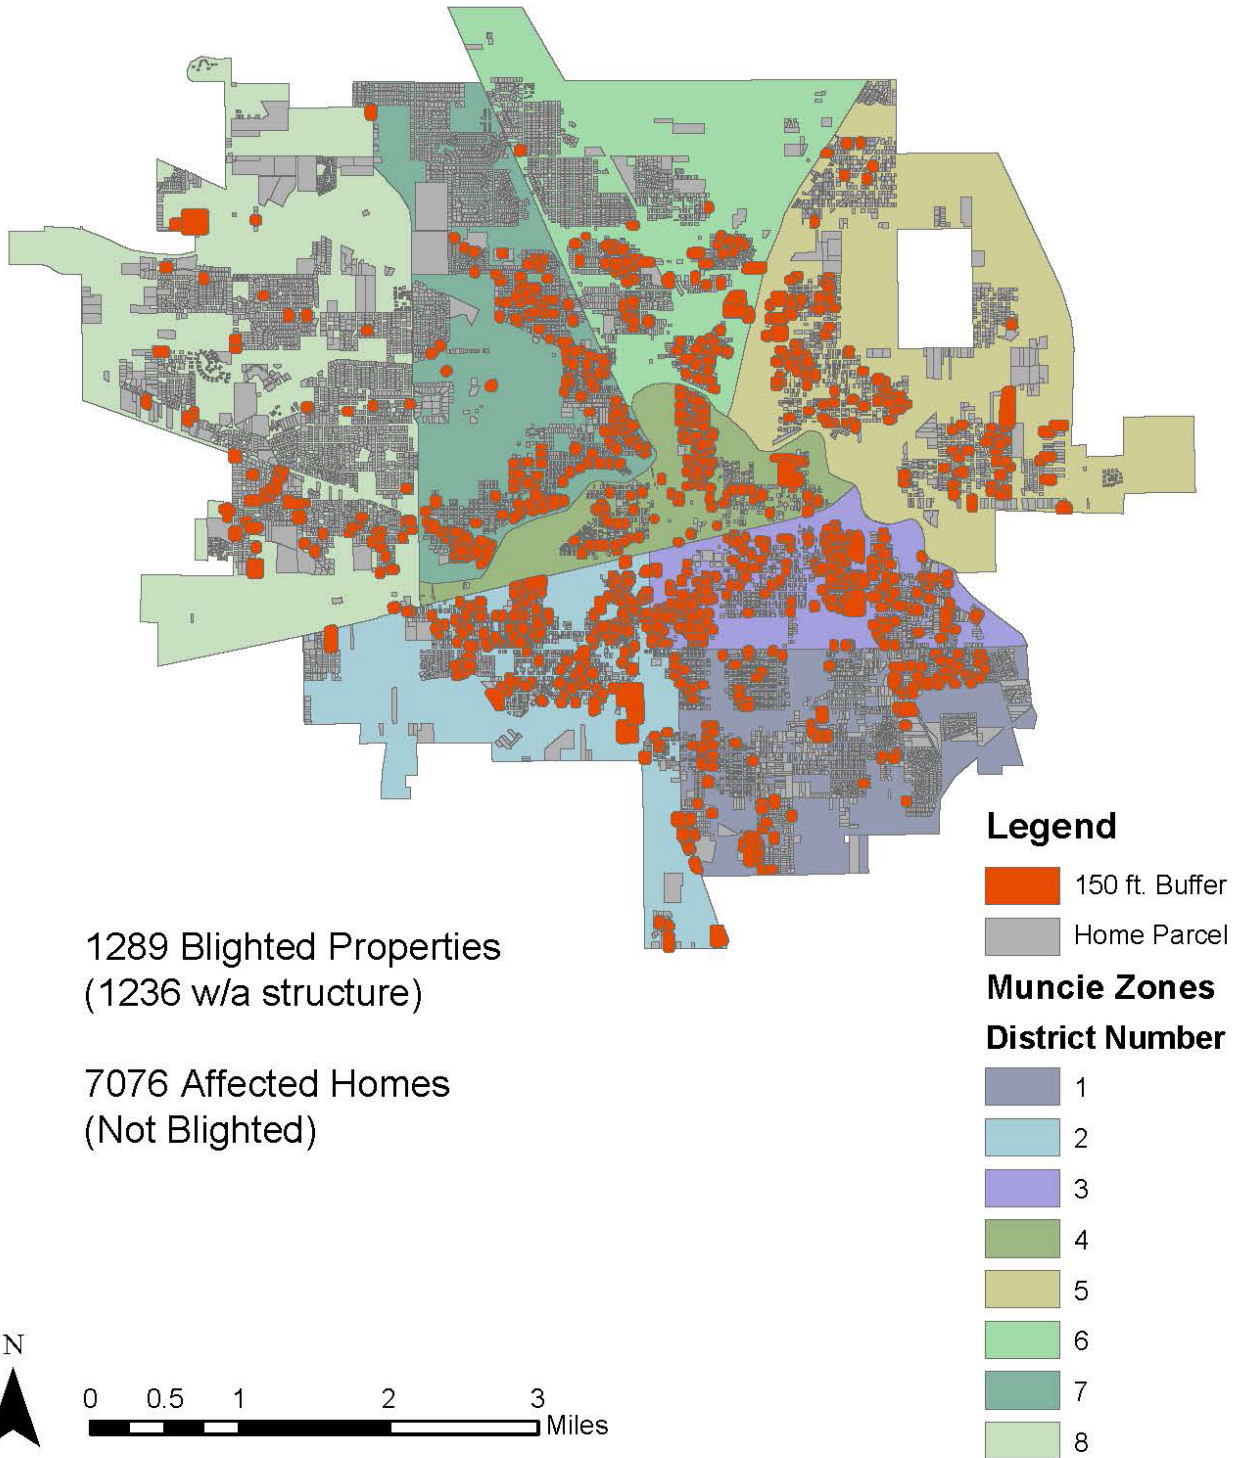 Legend
150 ft. Buffer
Home Parcel
Muncie Zones
District Number
1
2
3
4
5
6
7
8
1289 Blighted Properties
(1236 w/a structure)
7076 Affected Homes
(Not Blighted)
N
0 0.5 1 2 3
Miles